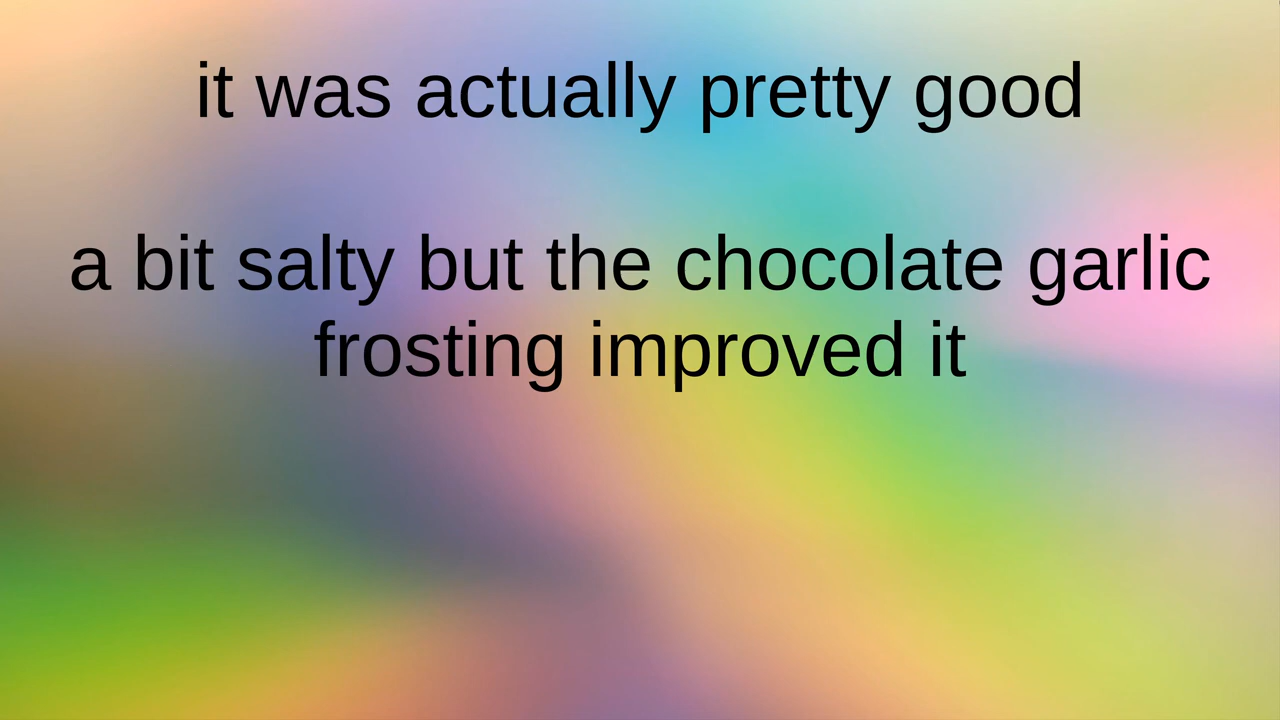 it was actually pretty good
a bit salty but the chocolate garlic
frosting improved it